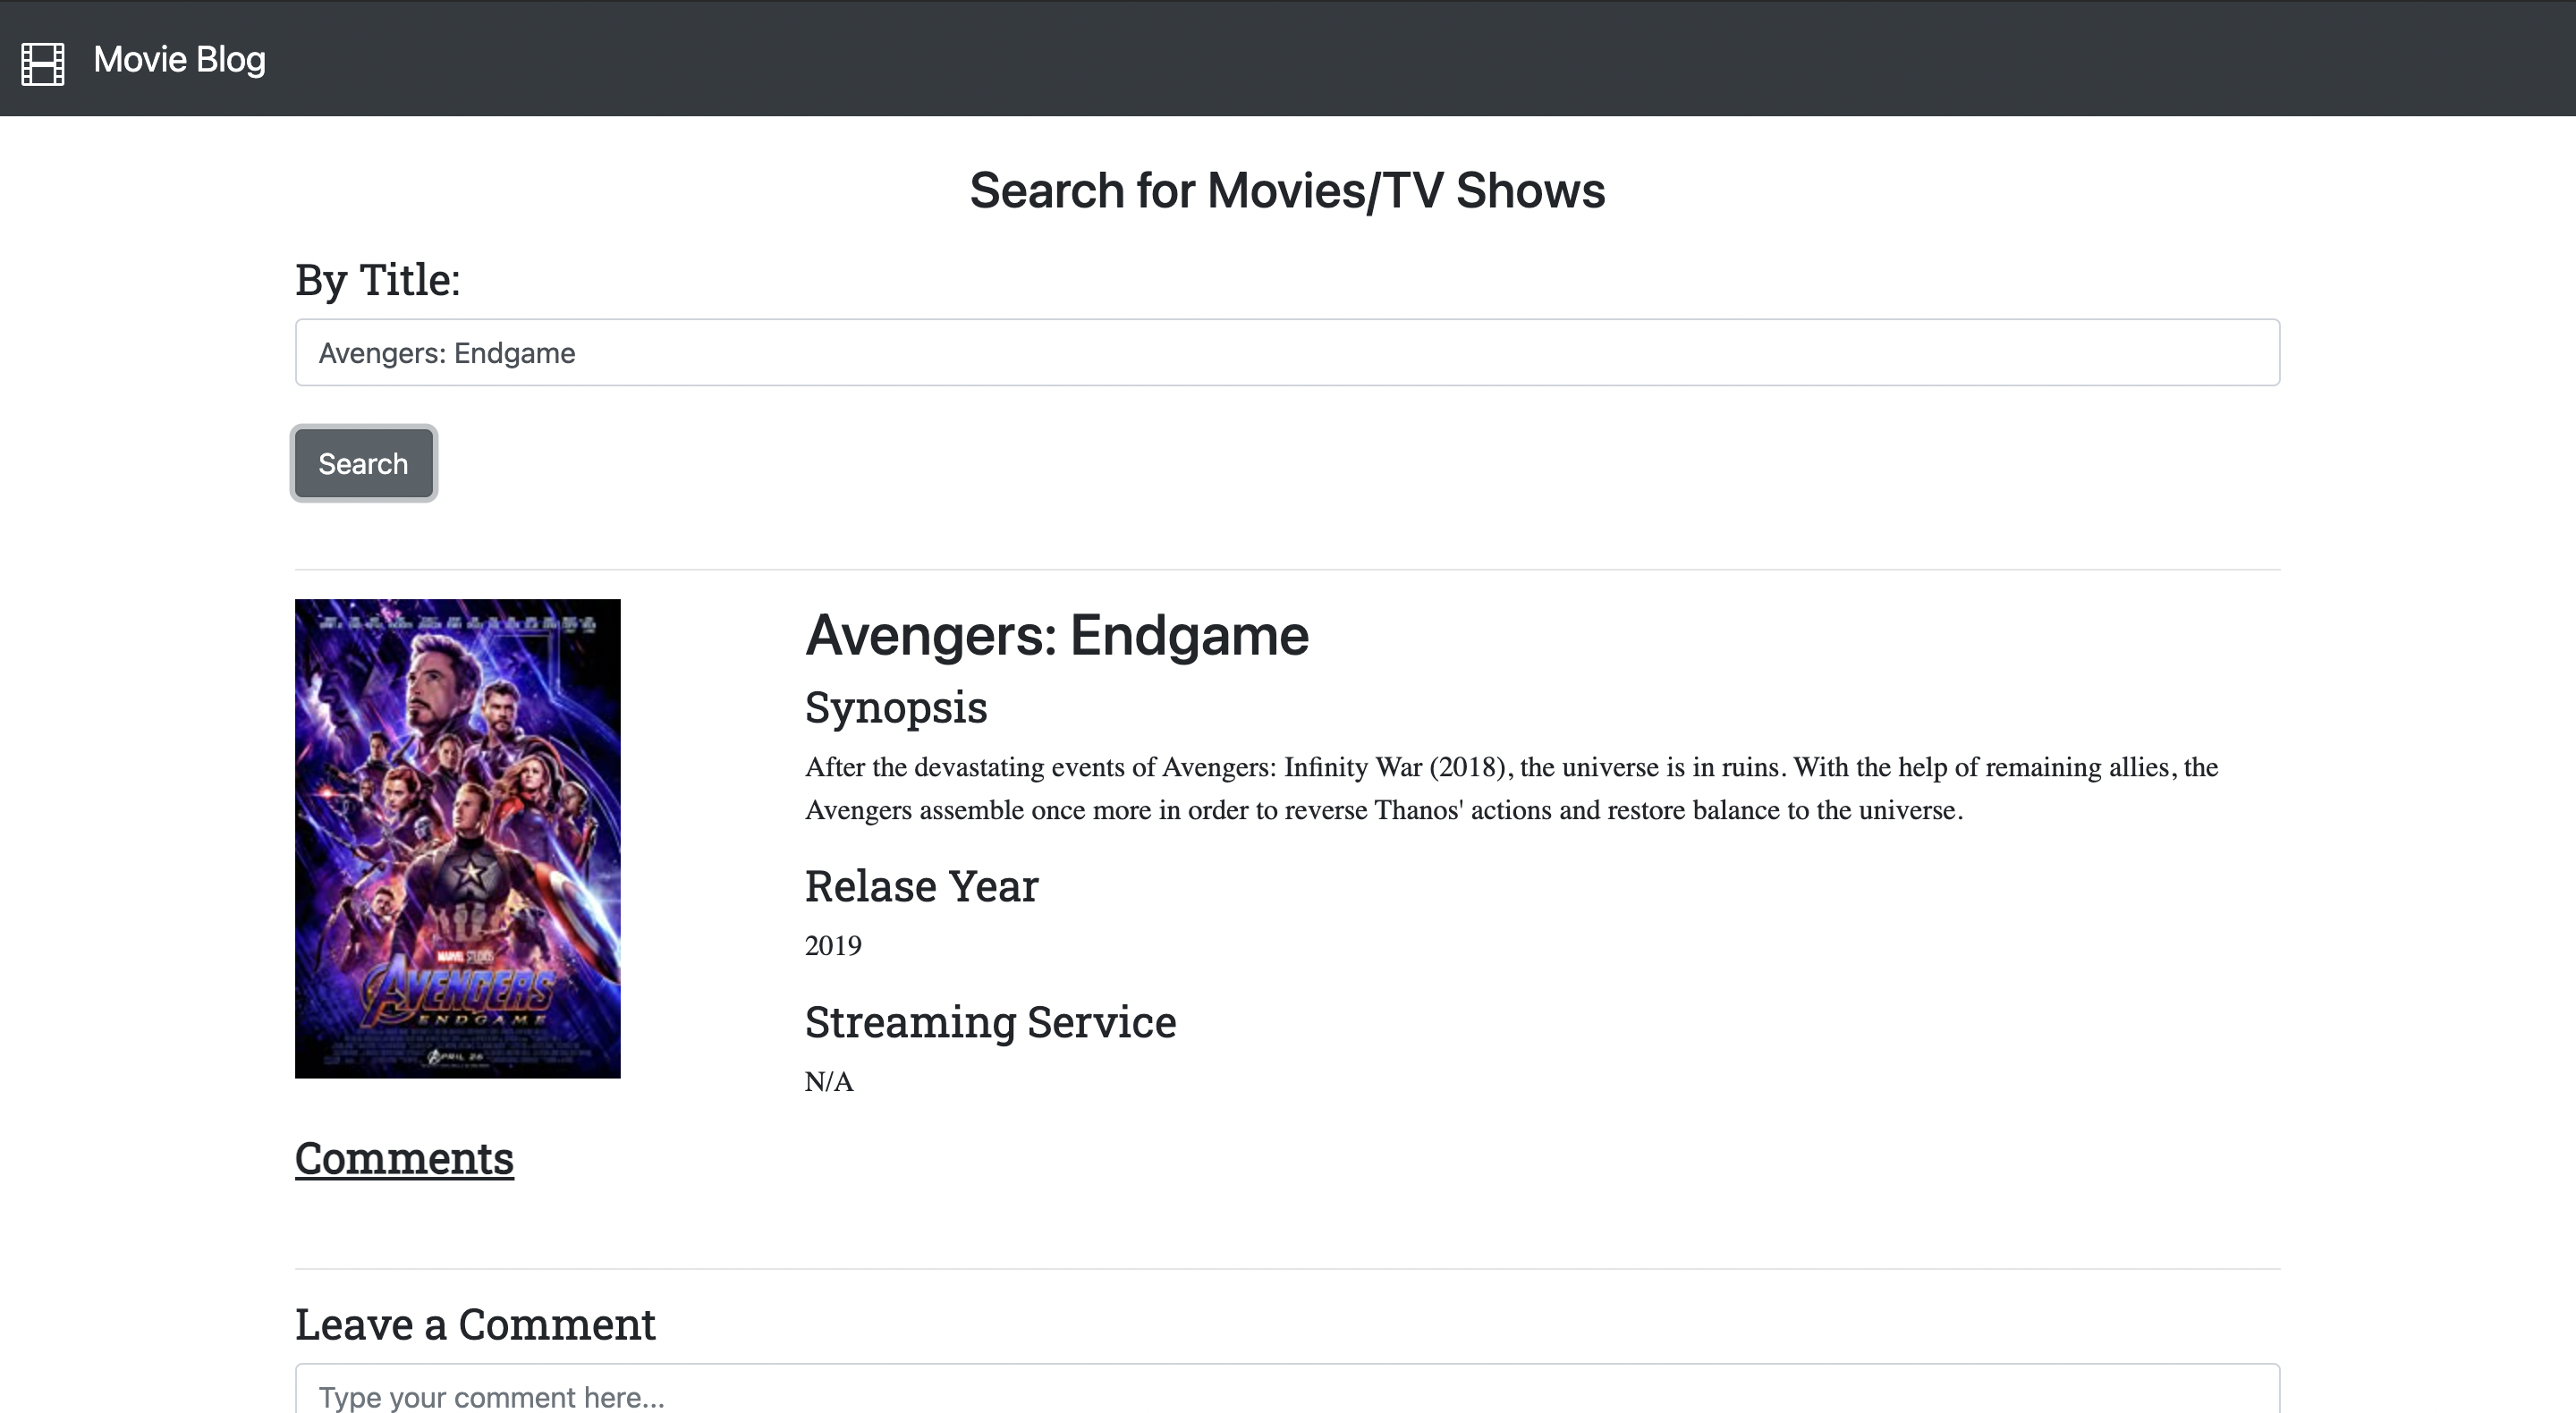 Movie Blog
Search for Movies/TV Shows
By Title:
Avengers: Endgame
Search
Avengers: Endgame
Synopsis
After the devastating events of Avengers: Infinity War (2018), the universe is in ruins. With the help of remaining allies, the
Avengers assemble once more in order to reverse Thanos' actions and restore balance to the universe.
Relase Year
2019
Streaming Service
N/A
MARVEL STUDIOS
AVENGERS
ENDGAME
APRIL 26
Comments
Leave a Comment
Type your comment here...